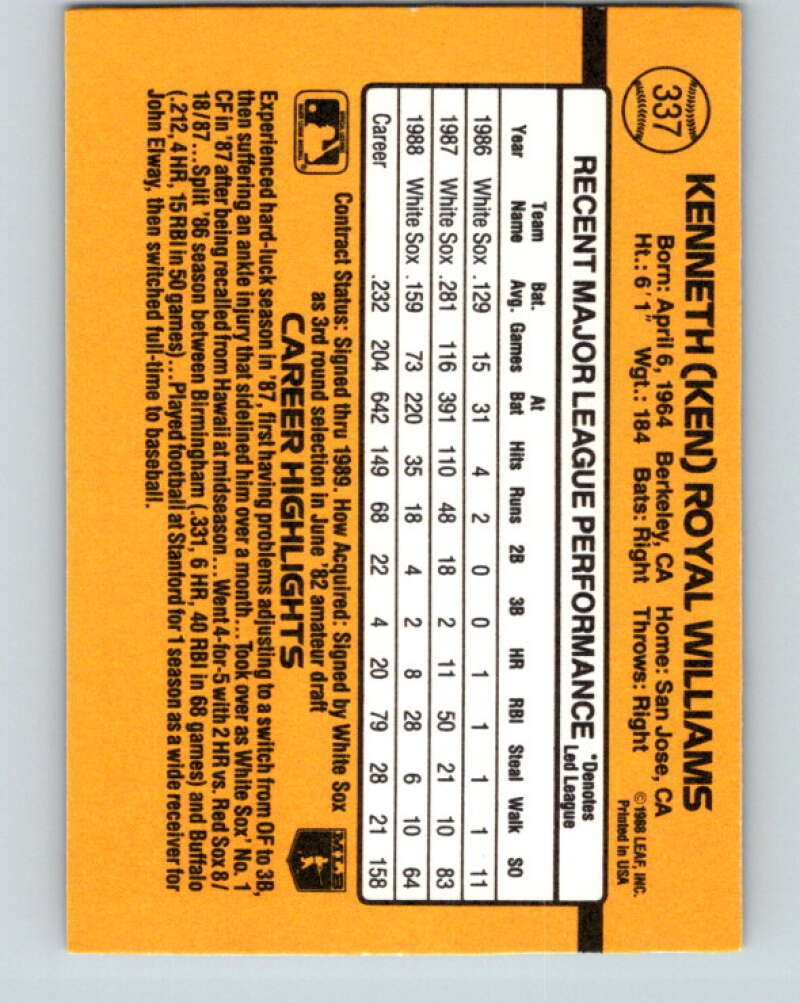 337
KENNETH (KEN) ROYAL WILLIAMS
Born: April 6, 1964 Berkeley, CA Home: San Jose, CA
Ht.: 6'1" Wgt.: 184 Bats: Right Throws: Right
©1988 LEAF, INC.
Printed in USA
RECENT MAJOR LEAGUE PERFORMANCE
*Denotes
Led League
Year Team Name Bat. Avg. Games At Bat Hits Runs 2B 3B HR RBI Steal Walk SO
1986 White Sox .129 15 31 4 2 0 0 1 1 1 1 11
1987 White Sox .281 116 391 110 48 18 2 11 50 21 10 83
1988 White Sox .159 73 220 35 18 4 2 8 28 6 10 64
Career .232 204 642 149 68 22 4 20 79 28 21 158
Contract Status: Signed thru 1989. How Acquired: Signed by White Sox
as 3rd round selection in June '82 amateur draft
MLB
CAREER HIGHLIGHTS
Experienced hard-luck season in '87, first having problems adjusting to a switch from OF to 3B,
then suffering an ankle injury that sidelined him over a month...Took over as White Sox' No. 1
CF in '87 after being recalled from Hawaii at midseason...Went 4-for-5 with 2 HR vs. Red Sox 8/
18/87...Split '86 season between Birmingham (.331, 6 HR, 40 RBI in 68 games) and Buffalo
(.212, 4 HR, 15 RBI in 50 games)...Played football at Stanford for 1 season as a wide receiver for
John Elway, then switched full-time to baseball.